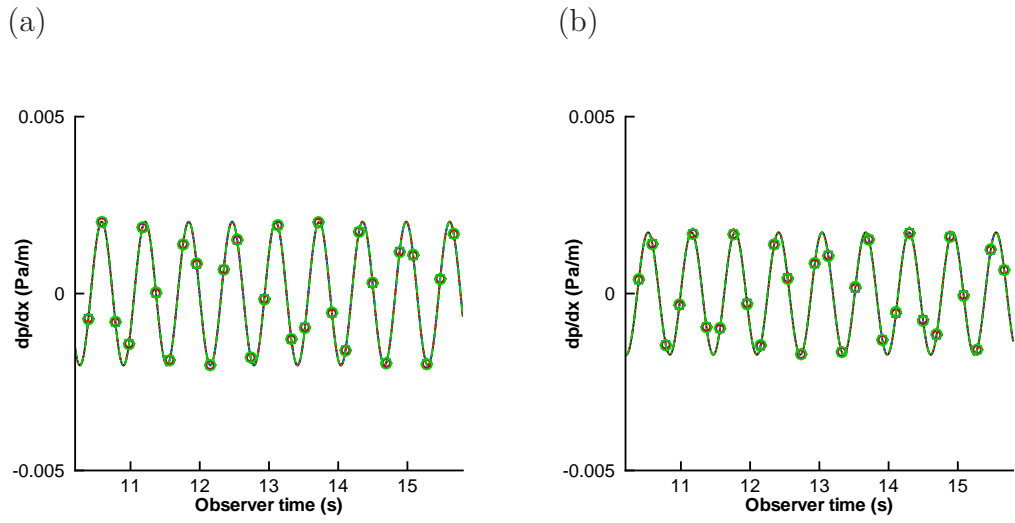 (a)
0.005
0
-0.005
dp/dx (Pa/m)
11 12 13 14 15
Observer time (s)
(b)
0.005
0
-0.005
dp/dx (Pa/m)
11 12 13 14 15
Observer time (s)